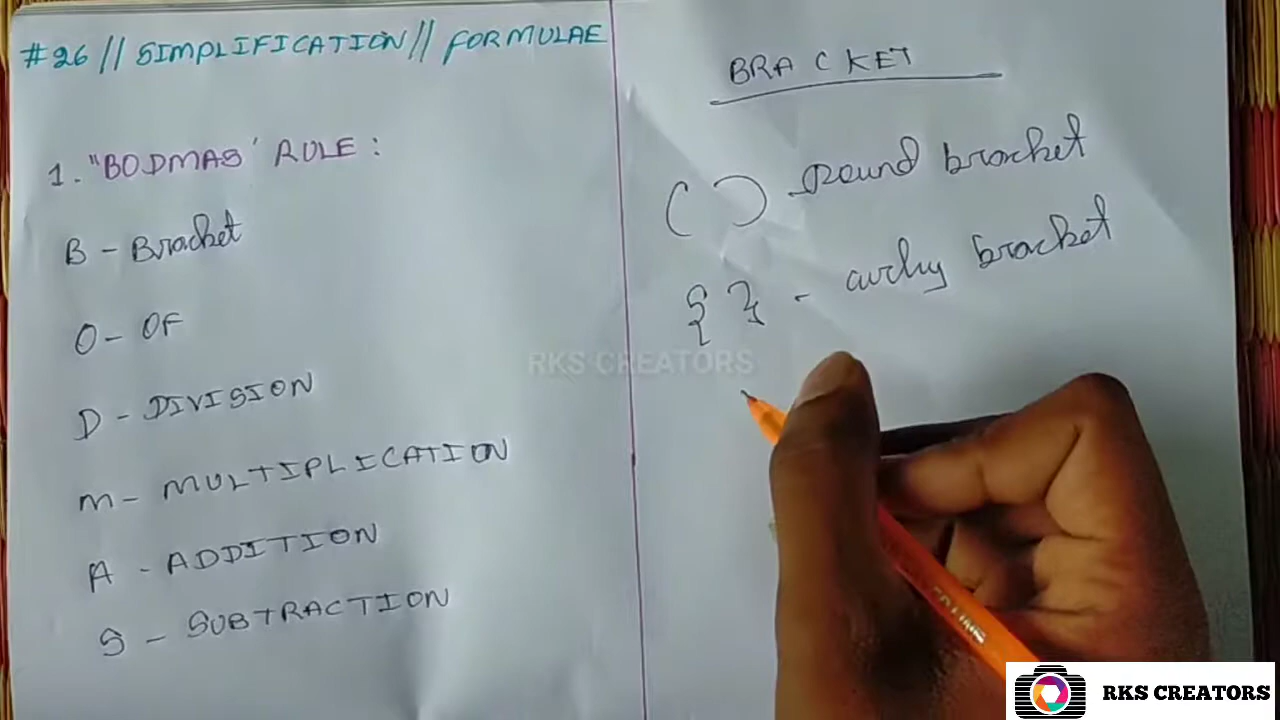 #26 // SIMPLIFICATION // FORMULAE
1. "BODMAS' RULE :
B - Bracket
O - OF
D - DIVISION
M - MULTIPLICATION
A - ADDITION
S - SUBTRACTION
BRACKET
( ) - Round bracket
{ } - curly bracket
RKS CREATORS
RKS CREATORS